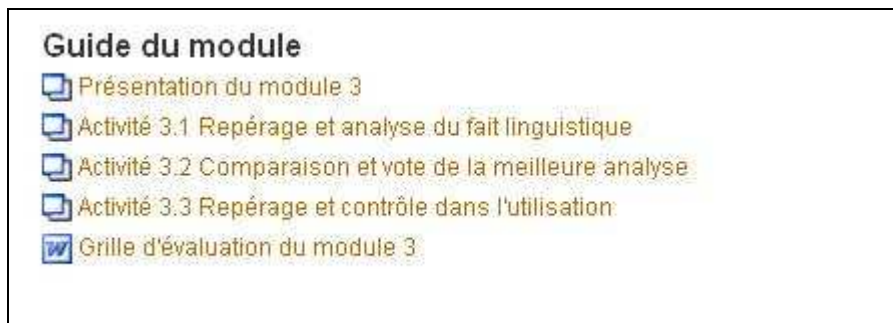 Guide du module
Présentation du module 3
Activité 3.1 Repérage et analyse du fait linguistique
Activité 3.2 Comparaison et vote de la meilleure analyse
Activité 3.3 Repérage et contrôle dans l'utilisation
Grille d'évaluation du module 3